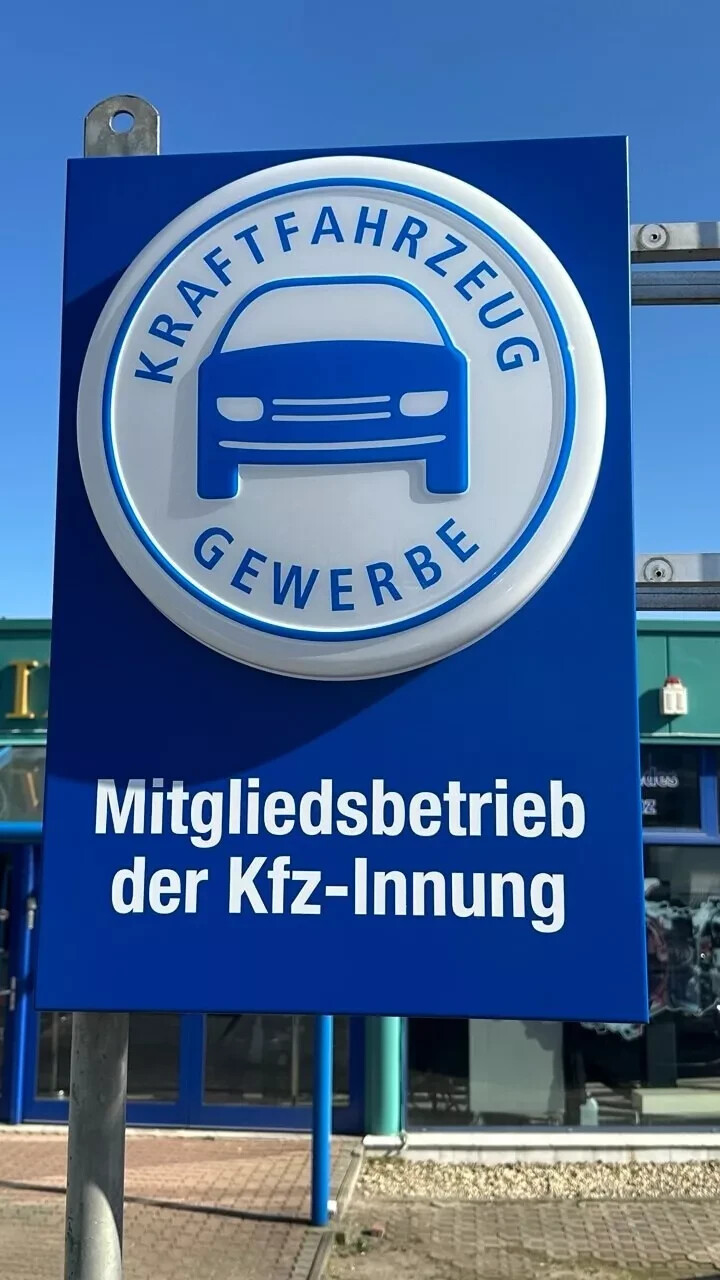 KRAFTFAHRZEUG
GEWERBE
Mitgliedsbetrieb
der Kfz-Innung